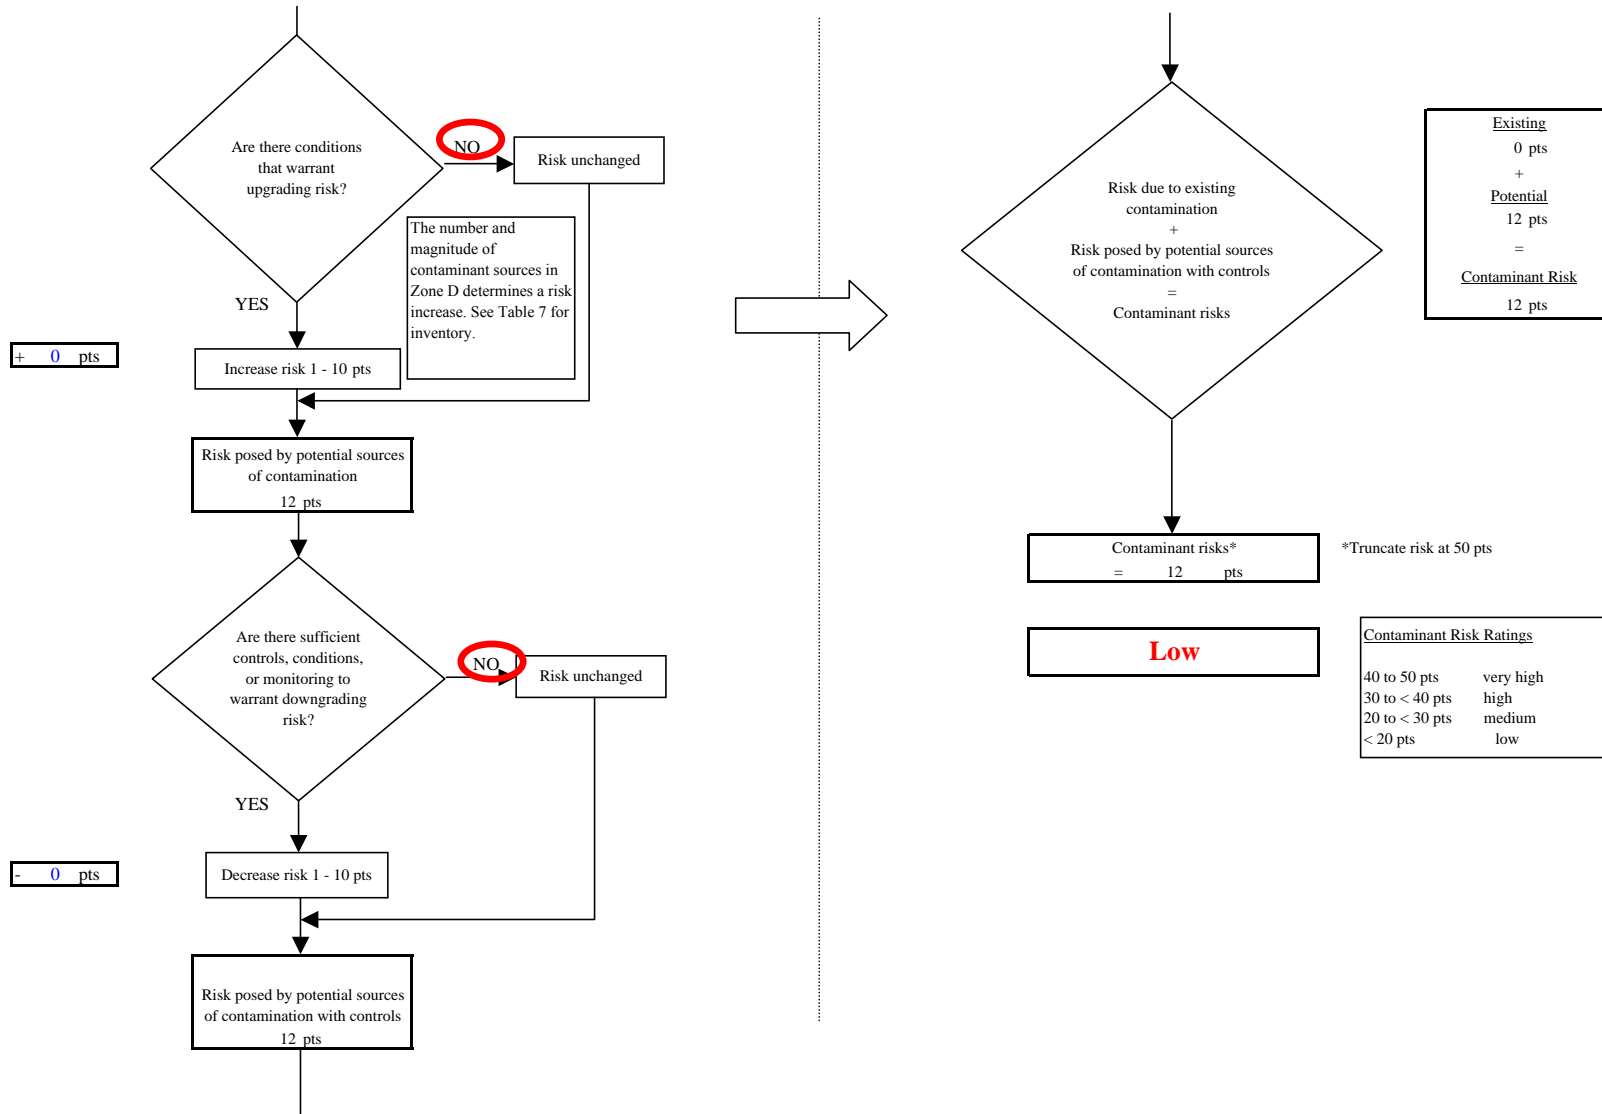 Are there conditions
that warrant
upgrading risk?
NO
Risk unchanged
The number and
magnitude of
contaminant sources in
Zone D determines a risk
increase. See Table 7 for
inventory.
YES
+ 0 pts
Increase risk 1 - 10 pts
Risk posed by potential sources
of contamination
12 pts
Are there sufficient
controls, conditions,
or monitoring to
warrant downgrading
risk?
NO
Risk unchanged
YES
- 0 pts
Decrease risk 1 - 10 pts
Risk posed by potential sources
of contamination with controls
12 pts
Risk due to existing
contamination
+
Risk posed by potential sources
of contamination with controls
=
Contaminant risks
Existing
0 pts
+
Potential
12 pts
=
Contaminant Risk
12 pts
Contaminant risks*
= 12 pts
*Truncate risk at 50 pts
Low
Contaminant Risk Ratings
40 to 50 pts very high
30 to < 40 pts high
20 to < 30 pts medium
< 20 pts low